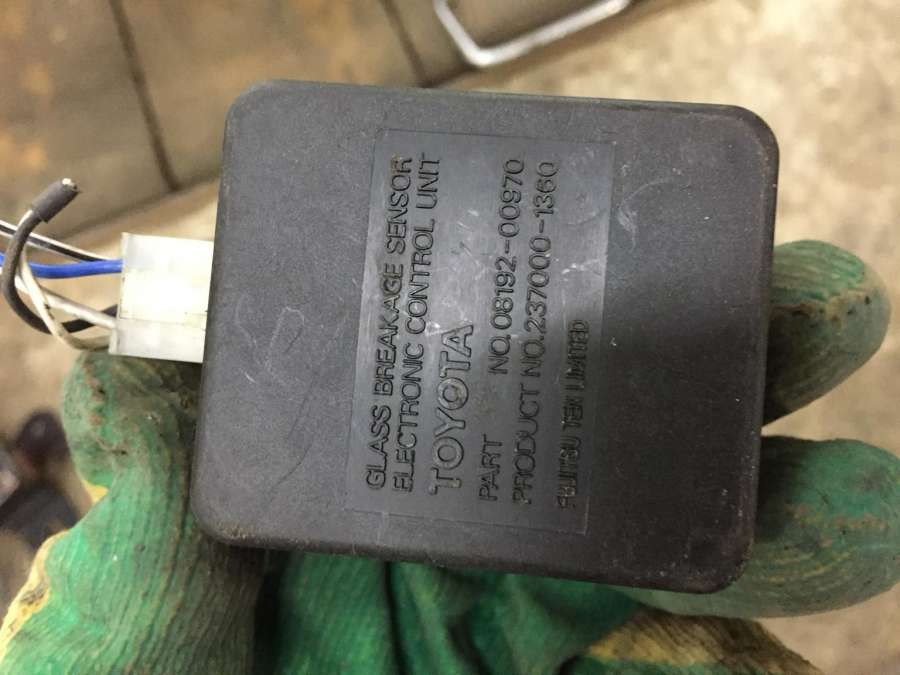 GLASS BREAKAGE SENSOR
ELECTRONIC CONTROL UNIT
TOYOTA
PART NO. 08192-00970
PRODUCT NO. 237000-1360
FUJITSU TEN LIMITED